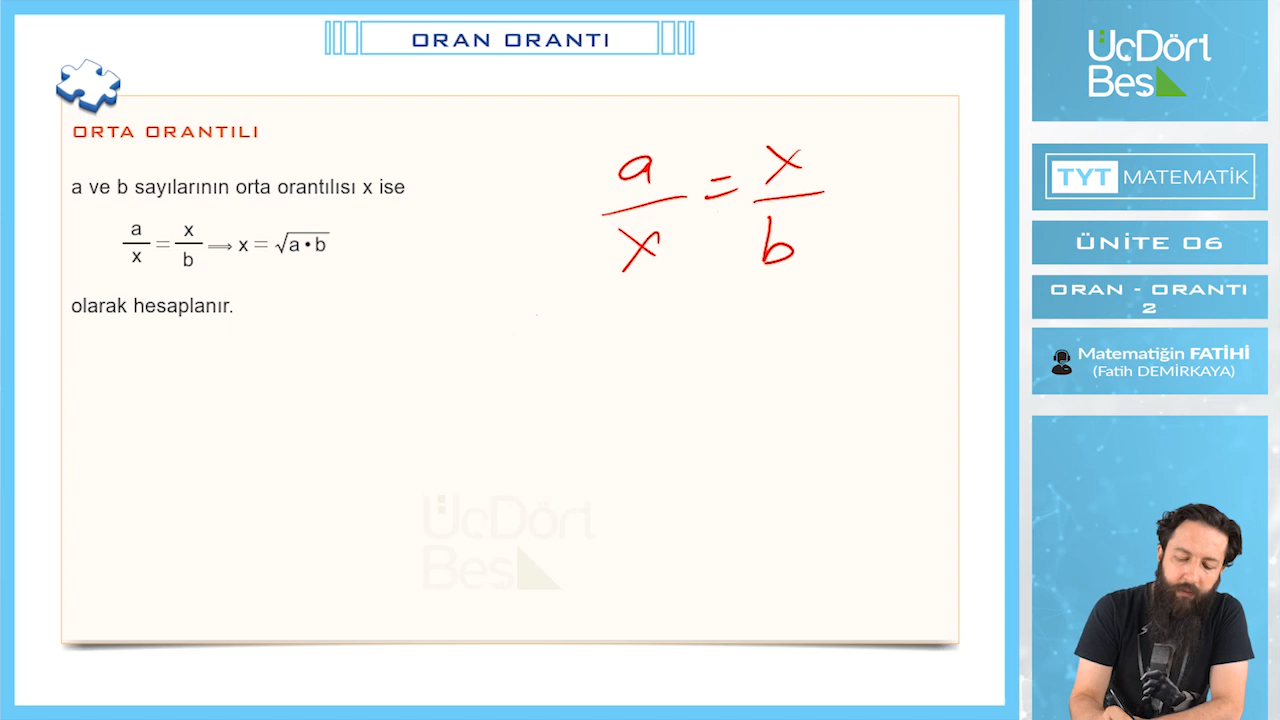 ORAN ORANTI
ORTA ORANTILI
a ve b sayılarının orta orantılısı x ise
a/x = x/b ⟹ x = √a • b
olarak hesaplanır.
a/x = x/b
ÜçDört
Beş
ÜçDört
Beş
TYT MATEMATİK
ÜNİTE 06
ORAN - ORANTI
2
Matematiğin FATİHİ
(Fatih DEMİRKAYA)